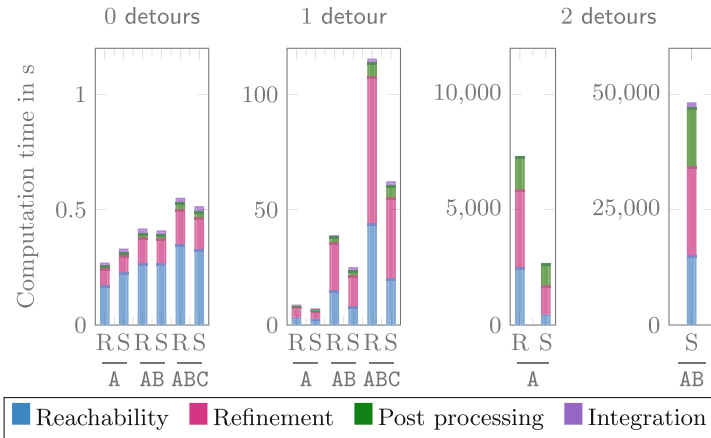 0 detours 1 detour 2 detours
Computation time in s
1 100 10,000 50,000
0.5 50 5,000 25,000
0 0 0 0
R S R S R S R S R S R S R S S
A AB ABC A AB ABC A AB
Reachability Refinement Post processing Integration